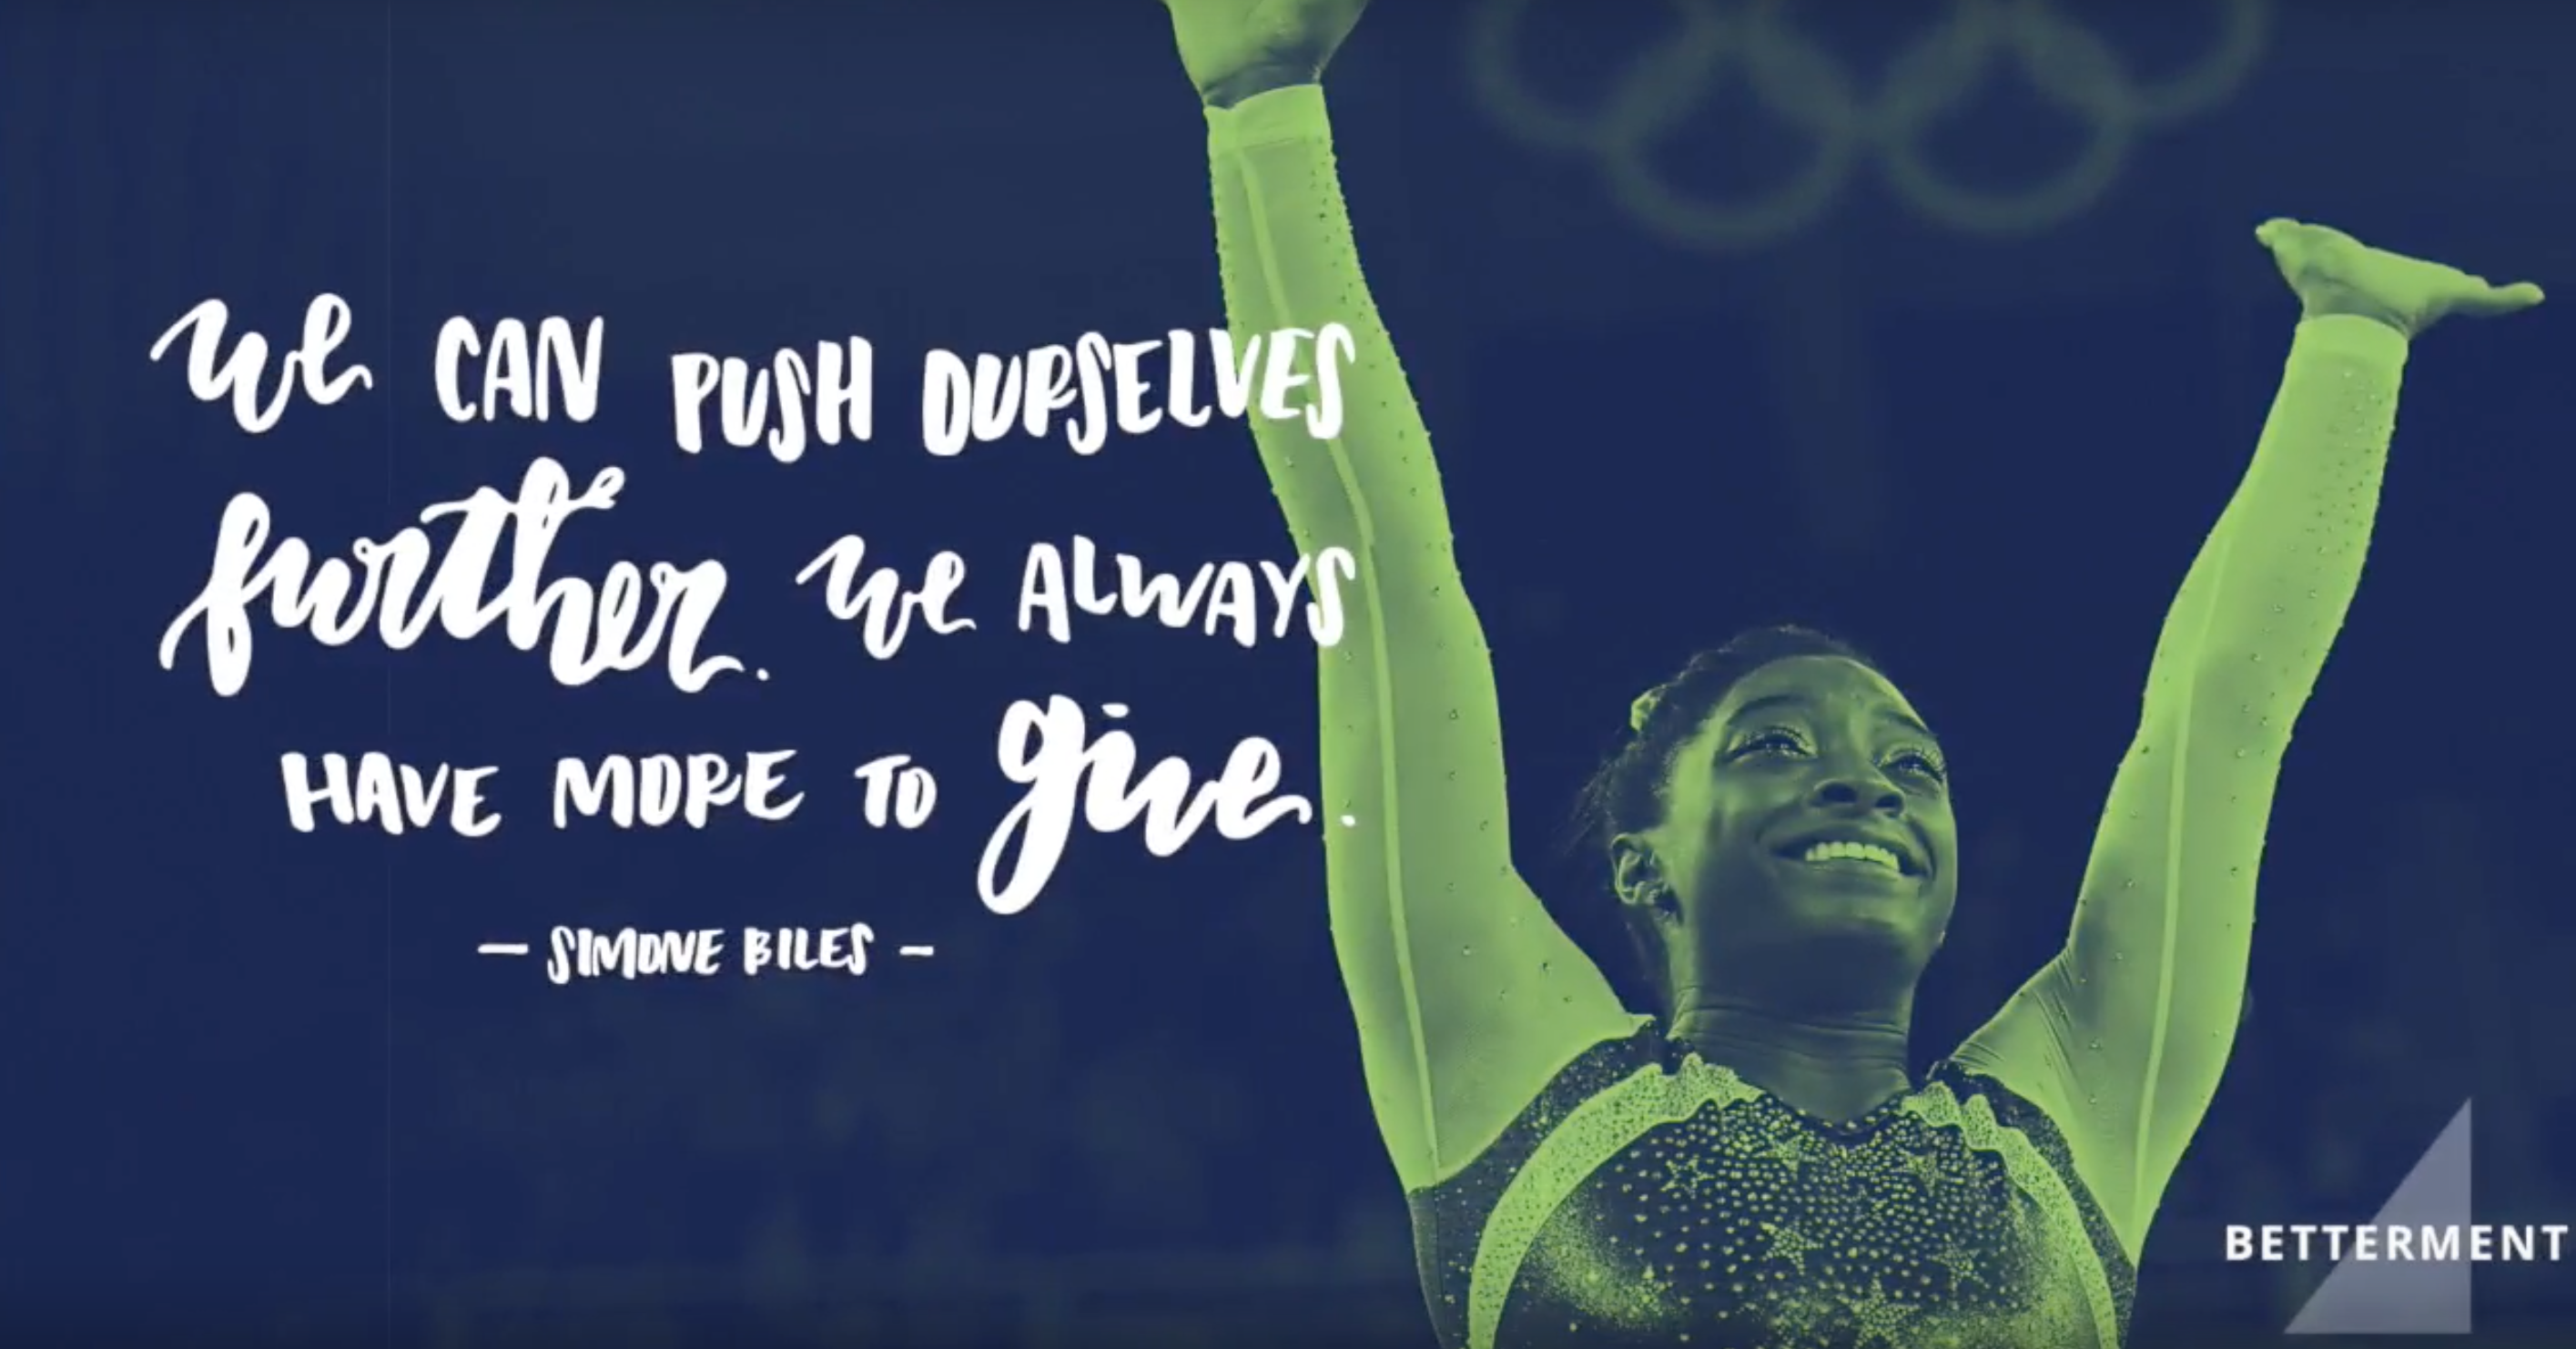 we CAN PUSH OURSELVES
further. we ALWAYS
HAVE MORE TO give.
— SIMONE BILES –
BETTERMENT